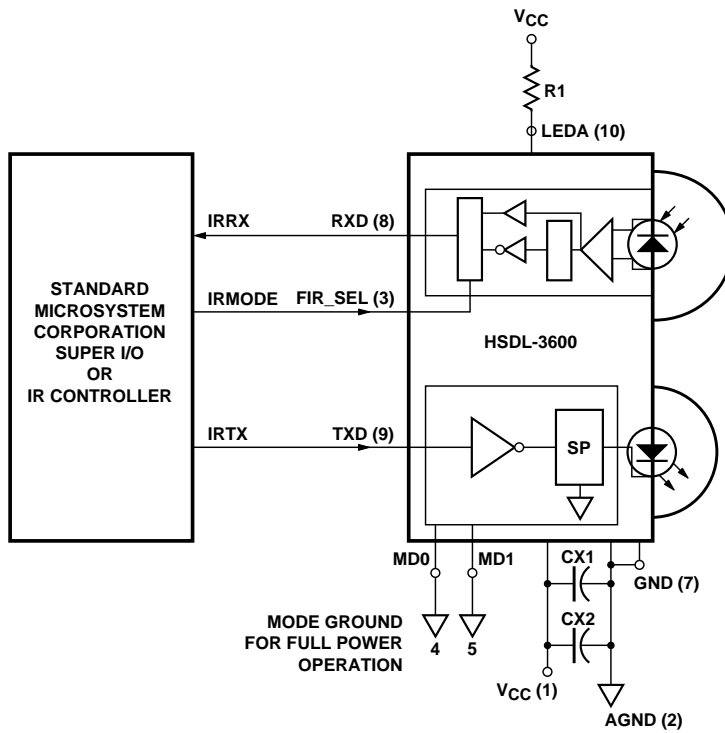 VCC
R1
LEDA (10)
IRRX
RXD (8)
STANDARD
MICROSYSTEM
CORPORATION
SUPER I/O
OR
IR CONTROLLER
IRMODE
FIR_SEL (3)
HSDL-3600
IRTX
TXD (9)
SP
MD0
MD1
CX1
GND (7)
MODE GROUND
FOR FULL POWER
OPERATION
4
5
CX2
VCC (1)
AGND (2)